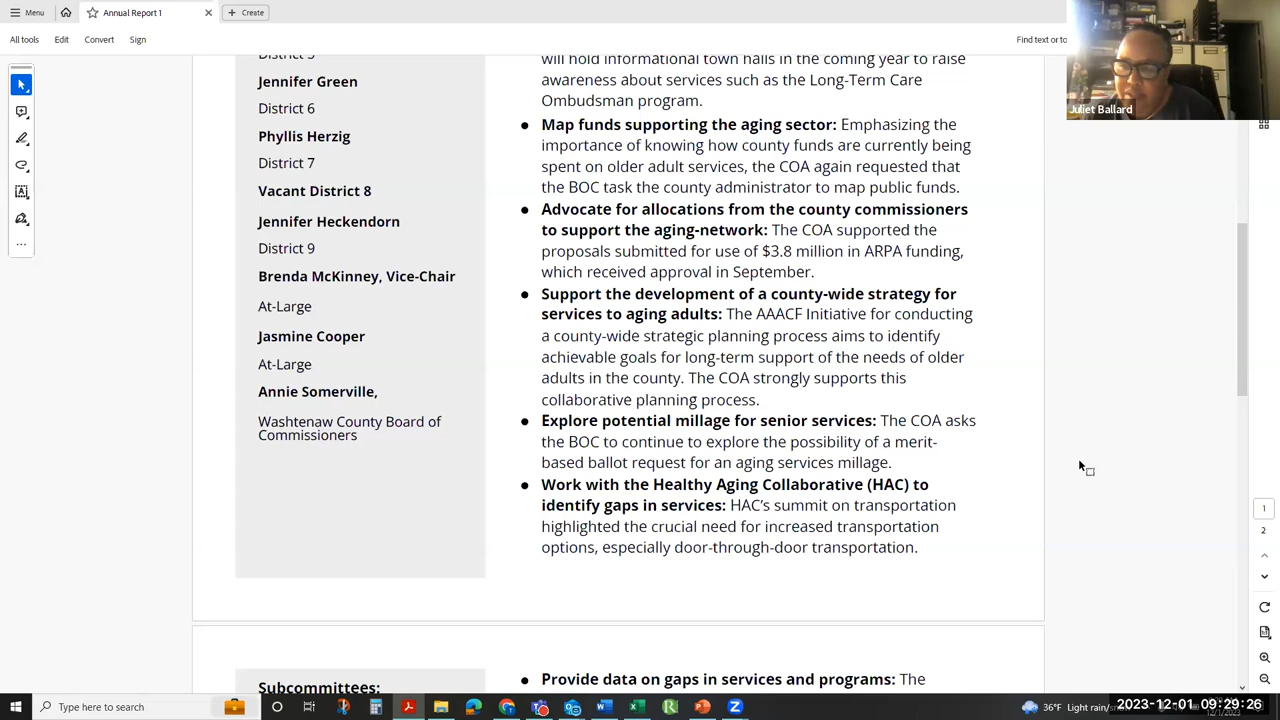 Menu
Annual Report 1
Create
All tools
Edit
Convert
Sign
Find text or to
Juliet Ballard
Jennifer Green
District 6
Phyllis Herzig
District 7
Vacant District 8
Jennifer Heckendorn
District 9
Brenda McKinney, Vice-Chair
At-Large
Jasmine Cooper
At-Large
Annie Somerville,
Washtenaw County Board of
Commissioners
will hold informational town halls in the coming year to raise
awareness about services such as the Long-Term Care
Ombudsman program.
● Map funds supporting the aging sector: Emphasizing the
importance of knowing how county funds are currently being
spent on older adult services, the COA again requested that
the BOC task the county administrator to map public funds.
● Advocate for allocations from the county commissioners
to support the aging-network: The COA supported the
proposals submitted for use of $3.8 million in ARPA funding,
which received approval in September.
● Support the development of a county-wide strategy for
services to aging adults: The AAACF Initiative for conducting
a county-wide strategic planning process aims to identify
achievable goals for long-term support of the needs of older
adults in the county. The COA strongly supports this
collaborative planning process.
● Explore potential millage for senior services: The COA asks
the BOC to continue to explore the possibility of a merit-
based ballot request for an aging services millage.
● Work with the Healthy Aging Collaborative (HAC) to
identify gaps in services: HAC's summit on transportation
highlighted the crucial need for increased transportation
options, especially door-through-door transportation.
1
2
Subcommittees:
● Provide data on gaps in services and programs: The
Type here to search
36°F Light rain/
2023-12-01 09:29:26